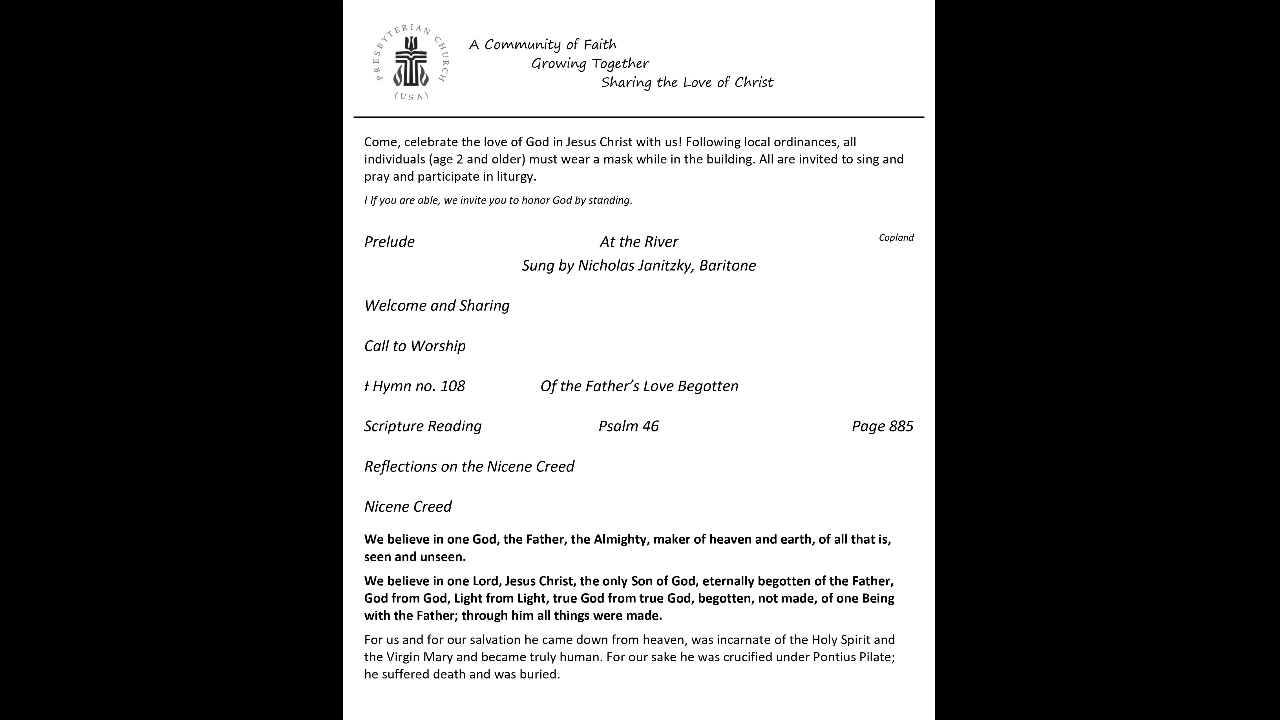 PRESBYTERIAN CHURCH
(USA)
A Community of Faith
Growing Together
Sharing the Love of Christ
Come, celebrate the love of God in Jesus Christ with us! Following local ordinances, all
individuals (age 2 and older) must wear a mask while in the building. All are invited to sing and
pray and participate in liturgy.
ƚ If you are able, we invite you to honor God by standing.
Prelude At the River Copland
Sung by Nicholas Janitzky, Baritone
Welcome and Sharing
Call to Worship
ƚ Hymn no. 108 Of the Father's Love Begotten
Scripture Reading Psalm 46 Page 885
Reflections on the Nicene Creed
Nicene Creed
We believe in one God, the Father, the Almighty, maker of heaven and earth, of all that is,
seen and unseen.
We believe in one Lord, Jesus Christ, the only Son of God, eternally begotten of the Father,
God from God, Light from Light, true God from true God, begotten, not made, of one Being
with the Father; through him all things were made.
For us and for our salvation he came down from heaven, was incarnate of the Holy Spirit and
the Virgin Mary and became truly human. For our sake he was crucified under Pontius Pilate;
he suffered death and was buried.